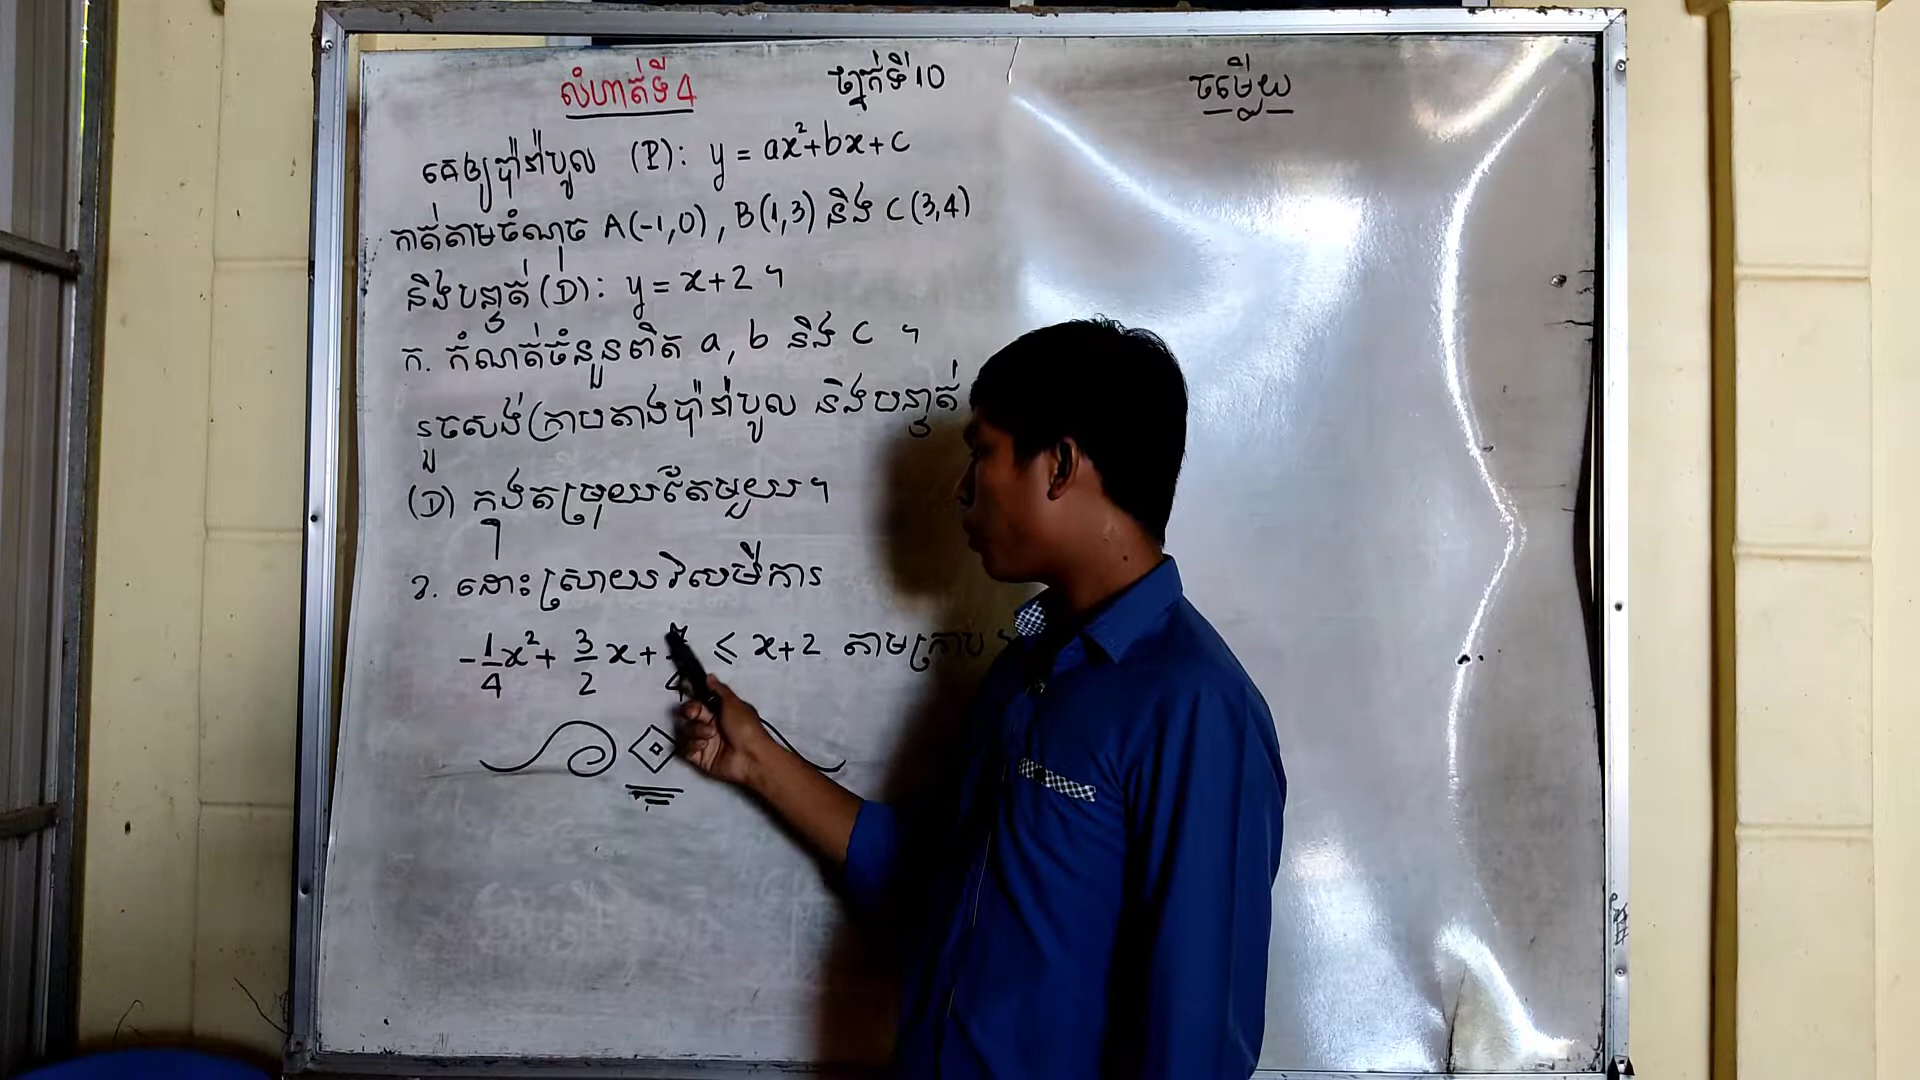 លំហាត់ទី4
ថ្នាក់ទី10
ចម្លើយ
គេឲ្យប៉ារ៉ាបូល (P): y = ax²+bx+c
កាត់តាមចំណុច A(-1,0), B(1,3) និង C(3,4)
និងបន្ទាត់ (D): y = x+2 ។
ក. កំណត់ចំនួនពិត a, b និង c ។
រួចសង់ក្រាបតាងប៉ារ៉ាបូល និងបន្ទាត់
(D) ក្នុងតម្រុយតែមួយ។
ខ. ដោះស្រាយវិសមីការ
-1/4 x² + 3/2 x + ⩽ x+2 តាមក្រាប